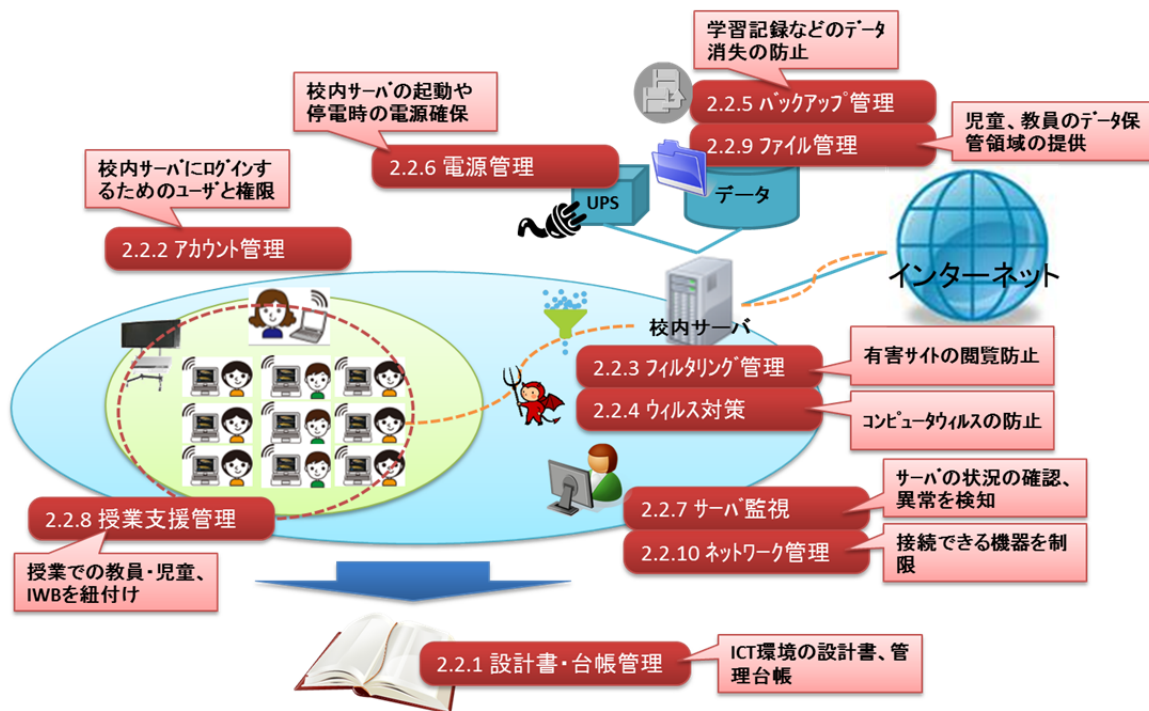 学習記録などのﾃﾞｰﾀ
消失の防止
校内サーバの起動や
停電時の電源確保
2.2.5 ﾊﾞｯｸｱｯﾌﾟ管理
児童、教員のデータ保
管領域の提供
2.2.9 ﾌｧｲﾙ管理
2.2.6 電源管理
校内サーバにﾛｸﾞｲﾝす
るためのﾕｰｻﾞと権限
UPS
データ
2.2.2 ｱｶｳﾝﾄ管理
インターネット
校内サーバ
2.2.3 ﾌｨﾙﾀﾘﾝｸﾞ管理
有害サイトの閲覧防止
2.2.4 ｳｨﾙｽ対策
ｺﾝﾋﾟｭｰﾀｳｨﾙｽの防止
サーバの状況の確認、
異常を検知
2.2.7 ｻｰﾊﾞ監視
2.2.8 授業支援管理
2.2.10 ﾈｯﾄﾜｰｸ管理
接続できる機器を制
限
授業での教員・児童、
IWBを紐付け
2.2.1 設計書・台帳管理
ICT環境の設計書、管
理台帳